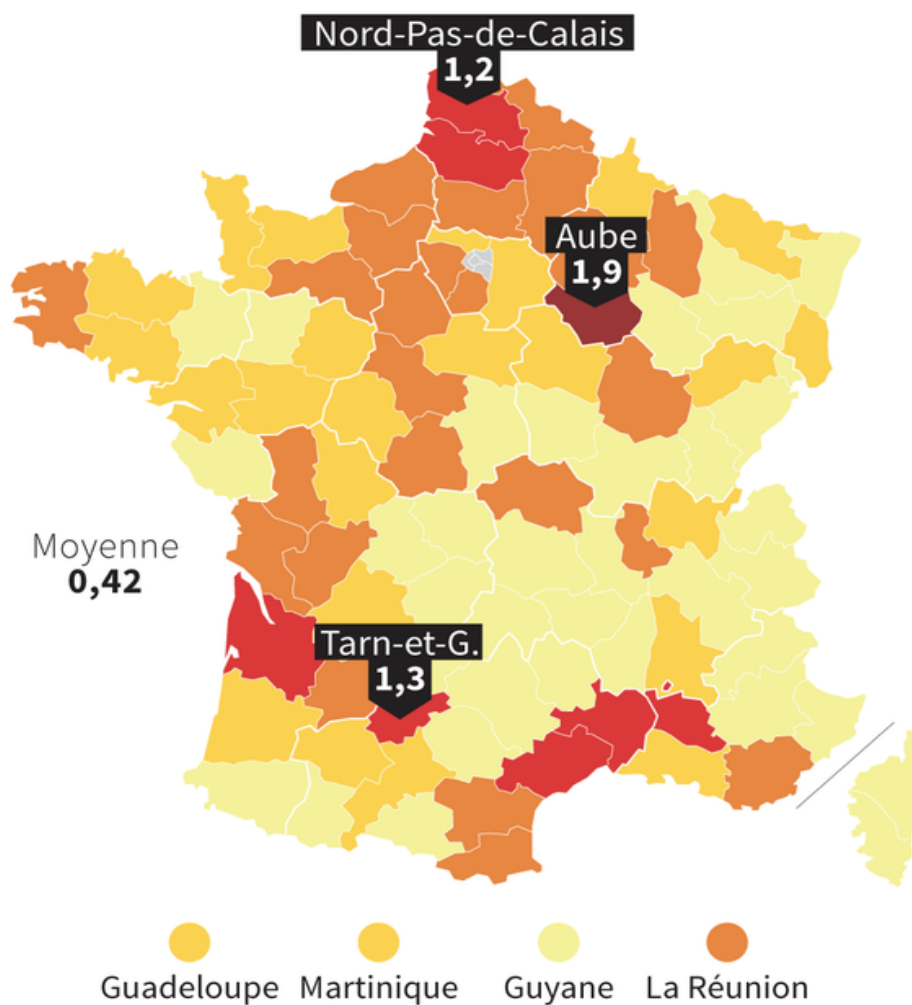 Nord-Pas-de-Calais
1,2
Aube
1,9
Moyenne
0,42
Tarn-et-G.
1,3
Guadeloupe
Martinique
Guyane
La Réunion